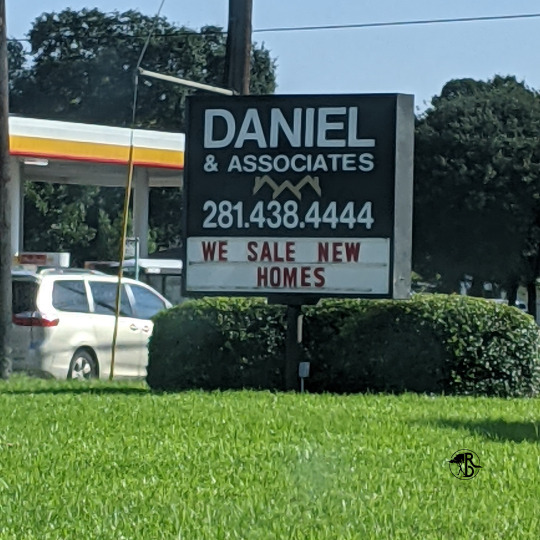 DANIEL
& ASSOCIATES
281.438.4444
WE SALE NEW
HOMES